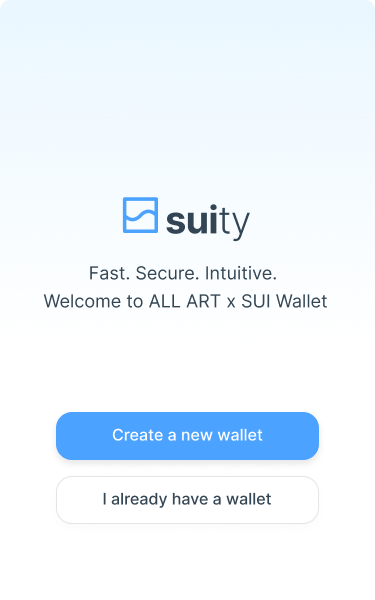 suity
Fast. Secure. Intuitive.
Welcome to ALL ART x SUI Wallet
Create a new wallet
I already have a wallet